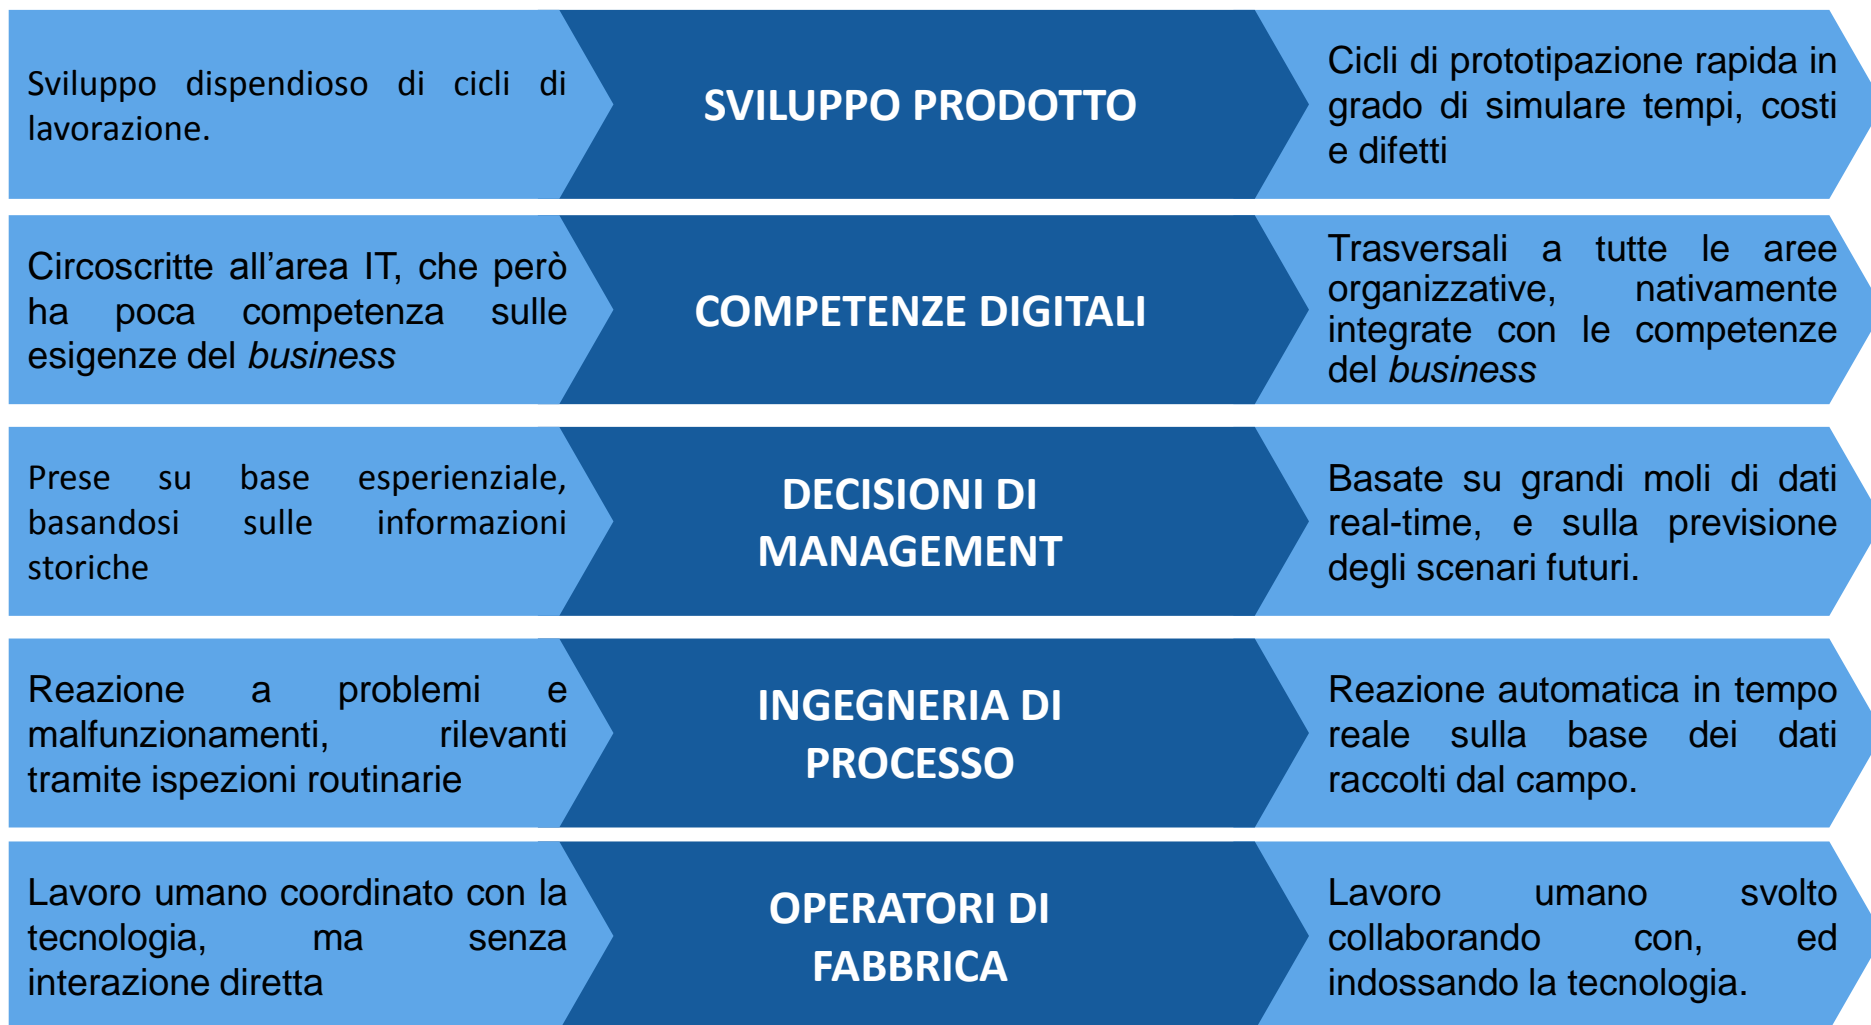 Sviluppo dispendioso di cicli di
lavorazione.
SVILUPPO PRODOTTO
Cicli di prototipazione rapida in
grado di simulare tempi, costi
e difetti
Circoscritte all’area IT, che però
ha poca competenza sulle
esigenze del business
COMPETENZE DIGITALI
Trasversali a tutte le aree
organizzative, nativamente
integrate con le competenze
del business
Prese su base esperienziale,
basandosi sulle informazioni
storiche
DECISIONI DI
MANAGEMENT
Basate su grandi moli di dati
real-time, e sulla previsione
degli scenari futuri.
Reazione a problemi e
malfunzionamenti, rilevanti
tramite ispezioni routinarie
INGEGNERIA DI
PROCESSO
Reazione automatica in tempo
reale sulla base dei dati
raccolti dal campo.
Lavoro umano coordinato con la
tecnologia, ma senza
interazione diretta
OPERATORI DI
FABBRICA
Lavoro umano svolto
collaborando con, ed
indossando la tecnologia.